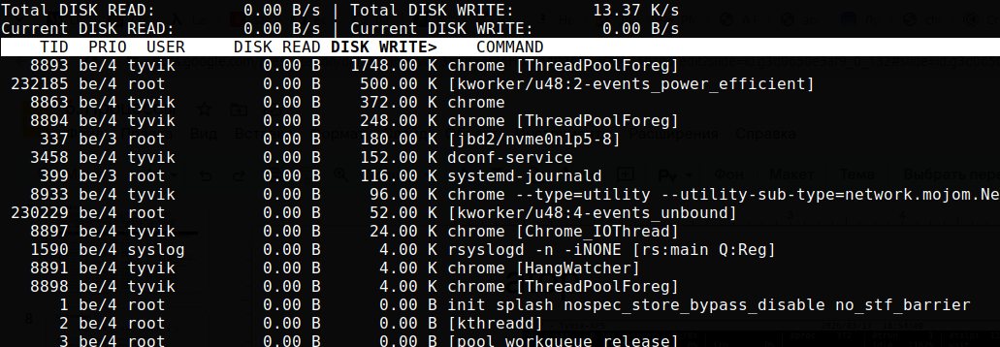 Total DISK READ: 0.00 B/s | Total DISK WRITE: 13.37 K/s
Current DISK READ: 0.00 B/s | Current DISK WRITE: 0.00 B/s
TID PRIO USER DISK READ DISK WRITE> COMMAND
8893 be/4 tyvik 0.00 B 1748.00 K chrome [ThreadPoolForeg]
232185 be/4 root 0.00 B 500.00 K [kworker/u48:2-events_power_efficient]
8863 be/4 tyvik 0.00 B 372.00 K chrome
8894 be/4 tyvik 0.00 B 248.00 K chrome [ThreadPoolForeg]
337 be/3 root 0.00 B 180.00 K [jbd2/nvme0n1p5-8]
3458 be/4 tyvik 0.00 B 152.00 K dconf-service
399 be/3 root 0.00 B 116.00 K systemd-journald
8933 be/4 tyvik 0.00 B 96.00 K chrome --type=utility --utility-sub-type=network.mojom.Ne
230229 be/4 root 0.00 B 52.00 K [kworker/u48:4-events_unbound]
8897 be/4 tyvik 0.00 B 24.00 K chrome [Chrome_IOThread]
1590 be/4 syslog 0.00 B 4.00 K rsyslogd -n -iNONE [rs:main Q:Reg]
8891 be/4 tyvik 0.00 B 4.00 K chrome [HangWatcher]
8898 be/4 tyvik 0.00 B 4.00 K chrome [ThreadPoolForeg]
1 be/4 root 0.00 B 0.00 B init splash nospec_store_bypass_disable no_stf_barrier
2 be/4 root 0.00 B 0.00 B [kthreadd]
3 be/4 root 0.00 B 0.00 B [pool_workqueue_release]